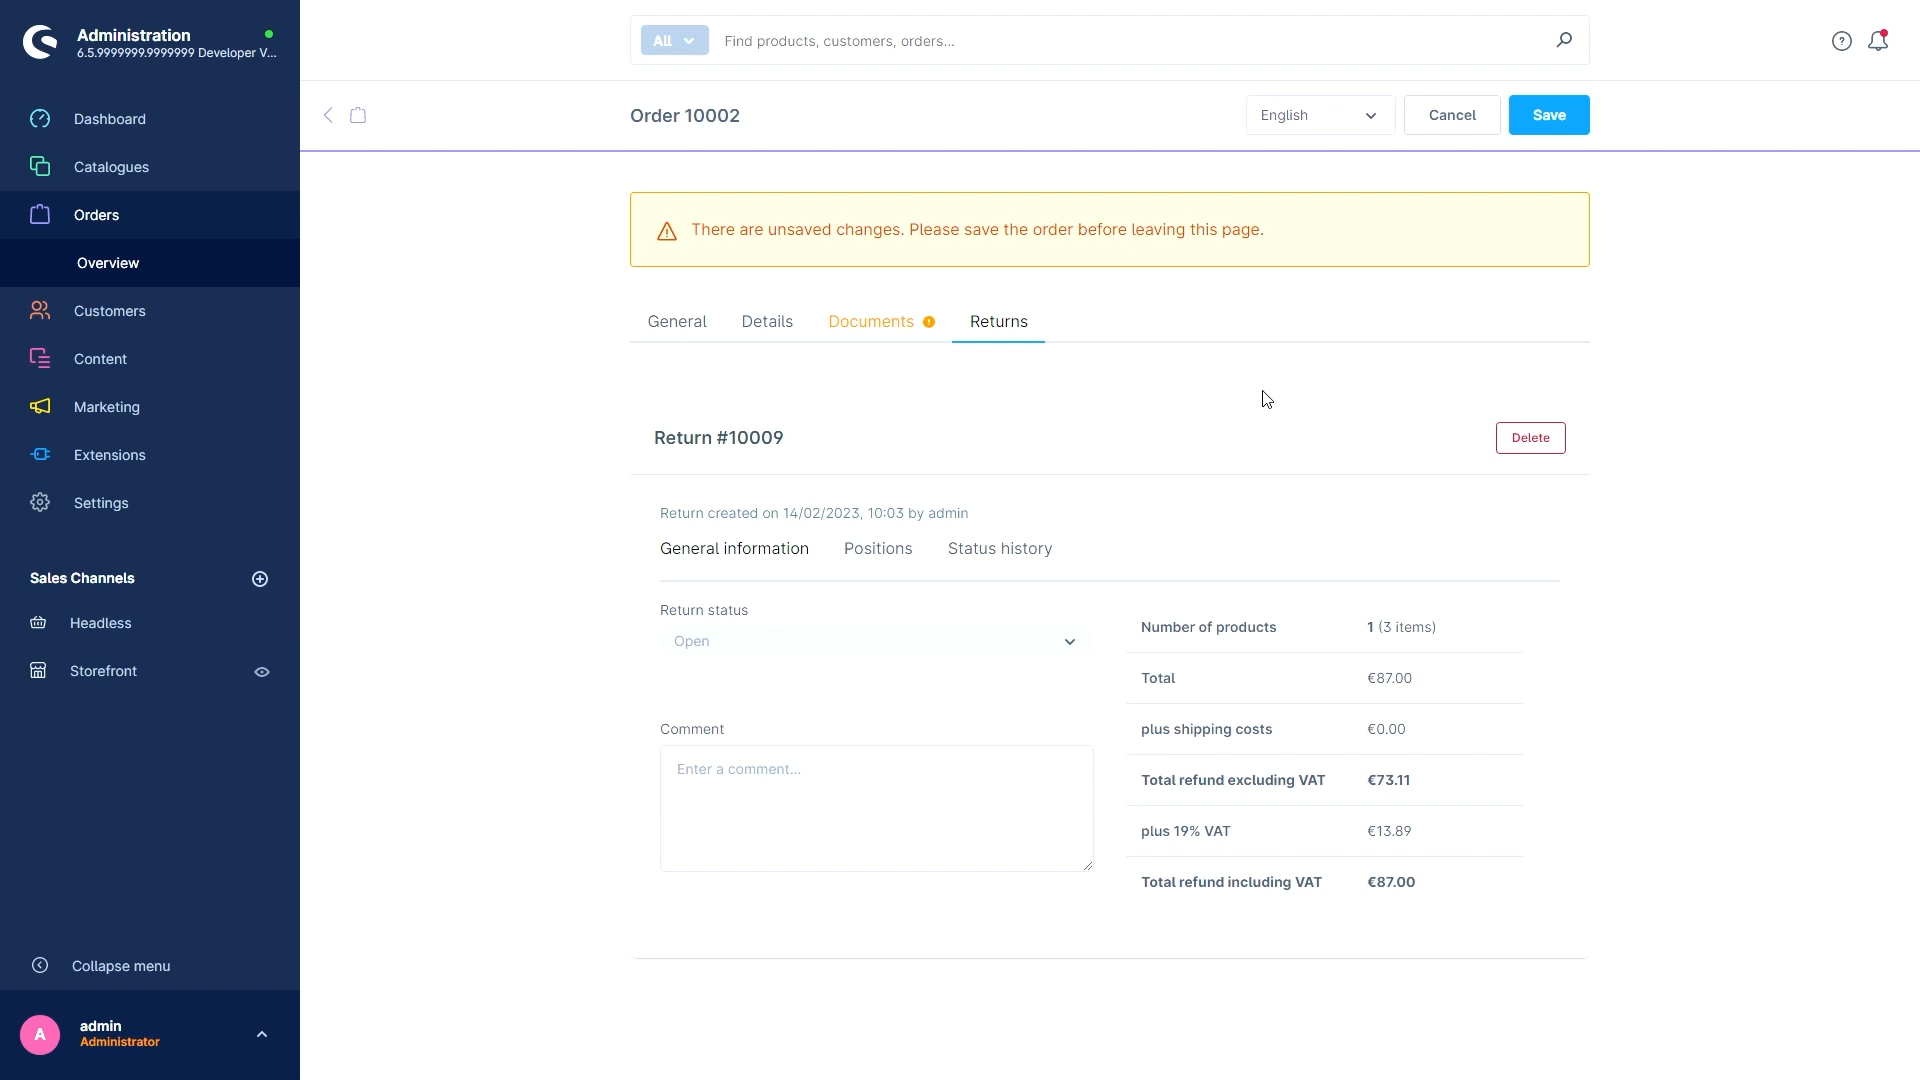 Administration
6.5.9999999.9999999 Developer V...
Dashboard
Catalogues
Orders
Overview
Customers
Content
Marketing
Extensions
Settings
Sales Channels
Headless
Storefront
Collapse menu
A
admin
Administrator
All
Find products, customers, orders...
Order 10002
English
Cancel
Save
There are unsaved changes. Please save the order before leaving this page.
General
Details
Documents
Returns
Return #10009
Delete
Return created on 14/02/2023, 10:03 by admin
General information
Positions
Status history
Return status
Open
Comment
Enter a comment...
Number of products 1 (3 items)
Total €87.00
plus shipping costs €0.00
Total refund excluding VAT €73.11
plus 19% VAT €13.89
Total refund including VAT €87.00